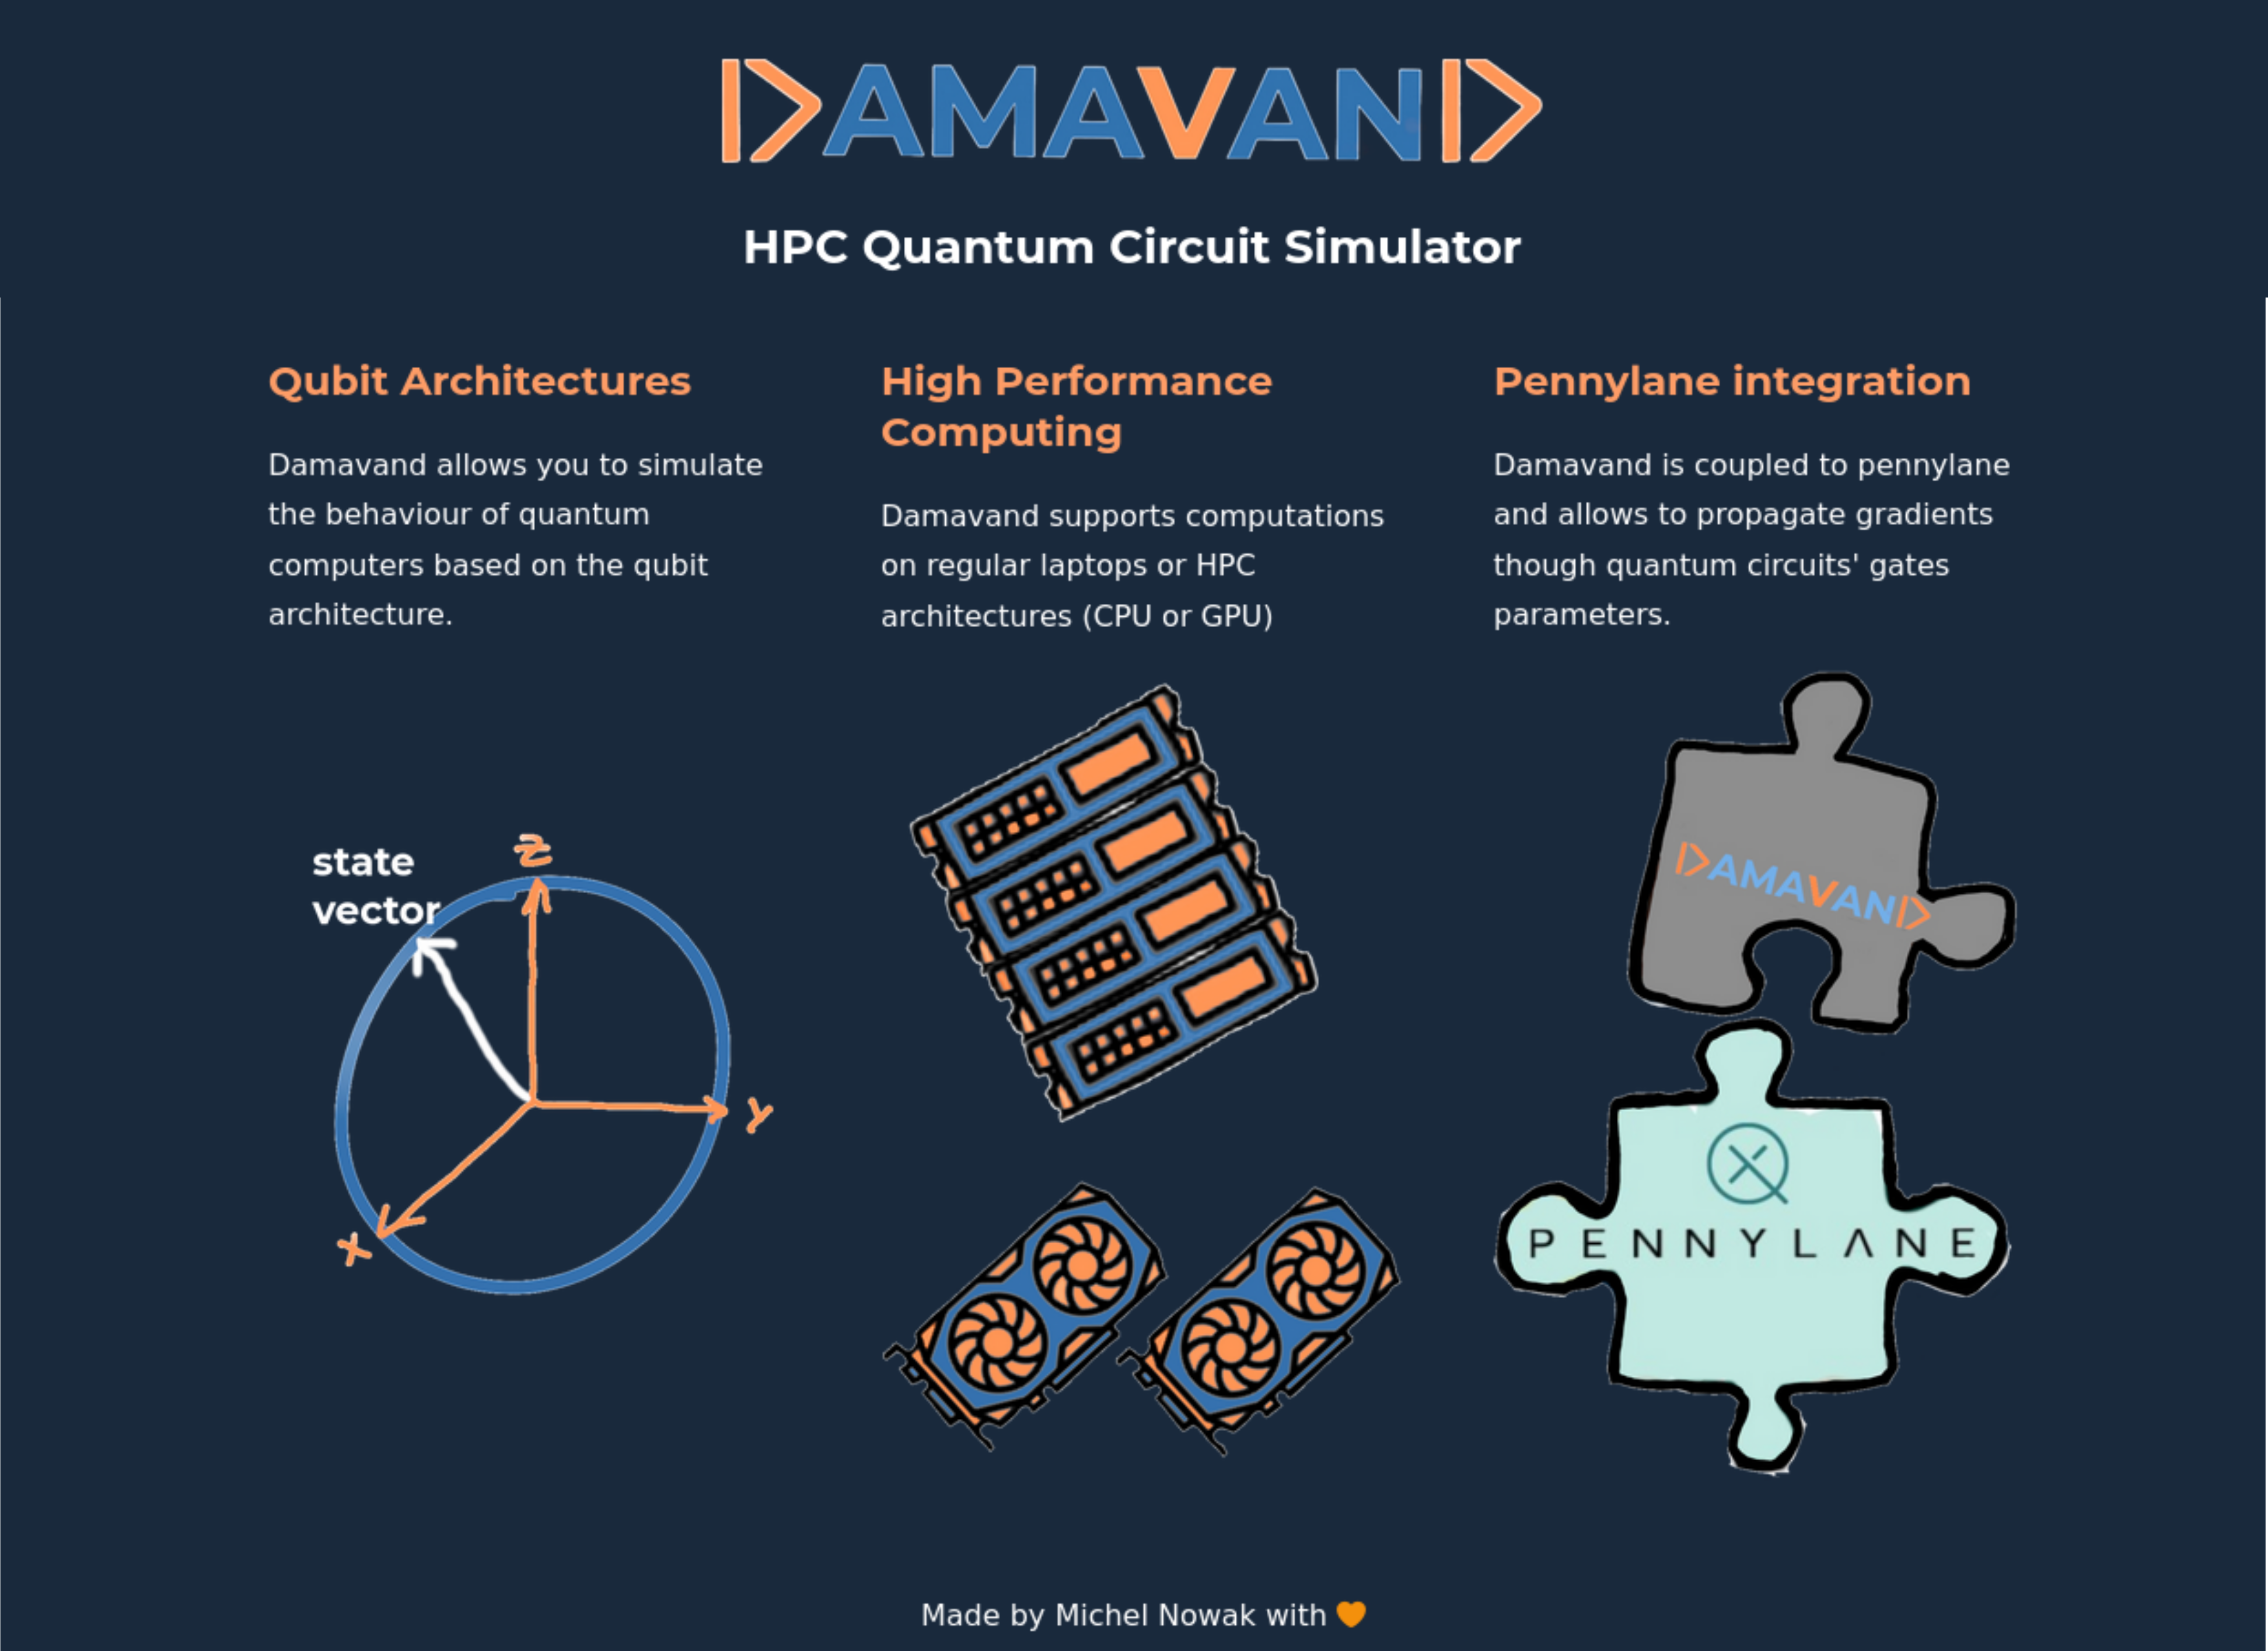 DAMAVAND
HPC Quantum Circuit Simulator
Qubit Architectures
Damavand allows you to simulate
the behaviour of quantum
computers based on the qubit
architecture.
state
vector
Z
Y
X
High Performance
Computing
Damavand supports computations
on regular laptops or HPC
architectures (CPU or GPU)
Pennylane integration
Damavand is coupled to pennylane
and allows to propagate gradients
though quantum circuits' gates
parameters.
DAMAVAND
PENNYLANE
Made by Michel Nowak with 🧡